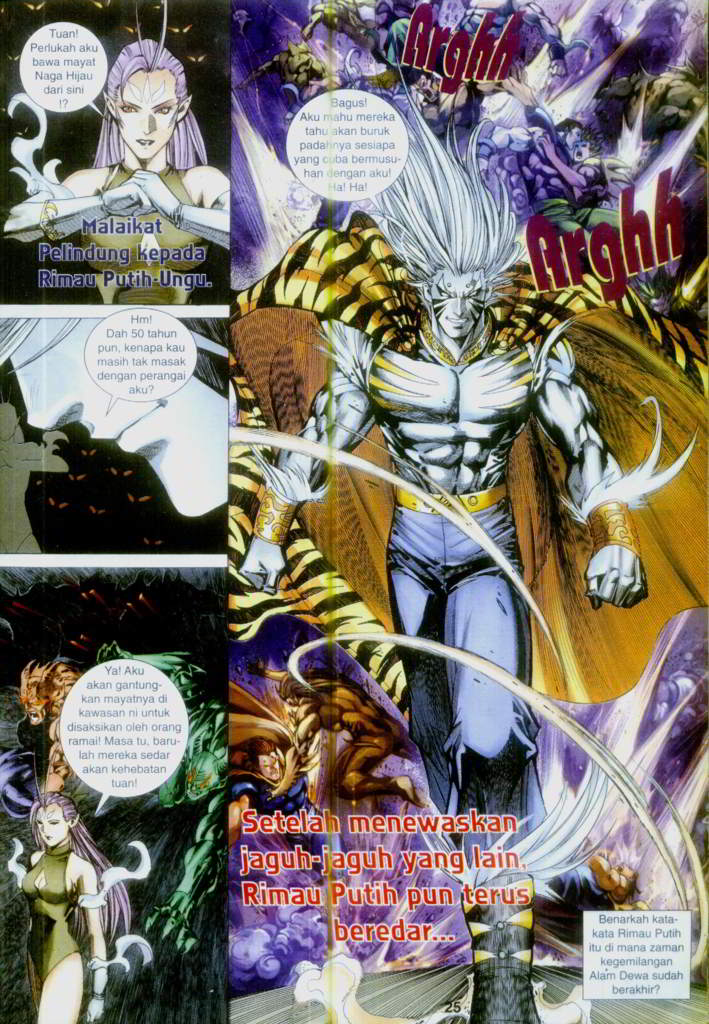 Tuan!
Perlukah aku
bawa mayat
Naga Hijau
dari sini
!?
Malaikat
Pelindung kepada
Rimau Putih-Ungu.
Hm!
Dah 50 tahun
pun, kenapa kau
masih tak masak
dengan perangai
aku?
Ya! Aku
akan gantung-
kan mayatnya di
kawasan ni untuk
disaksikan oleh orang
ramai! Masa tu, baru-
lah mereka sedar
akan kehebatan
tuan!
Arghh
Bagus!
Aku mahu mereka
tahu akan buruk
padahnya sesiapa
yang cuba bermusu-
han dengan aku!
Ha! Ha!
Arghh
Setelah menewaskan
jaguh-jaguh yang lain,
Rimau Putih pun terus
beredar...
Benarkah kata-
kata Rimau Putih
itu di mana zaman
kegemilangan
Alam Dewa sudah
berakhir?
25